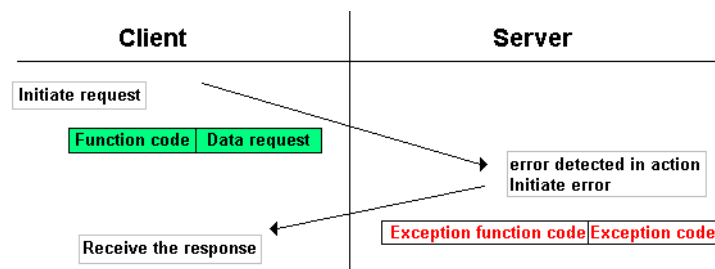 Client
Server
Initiate request
Function code Data request
error detected in action
Initiate error
Exception function code Exception code
Receive the response